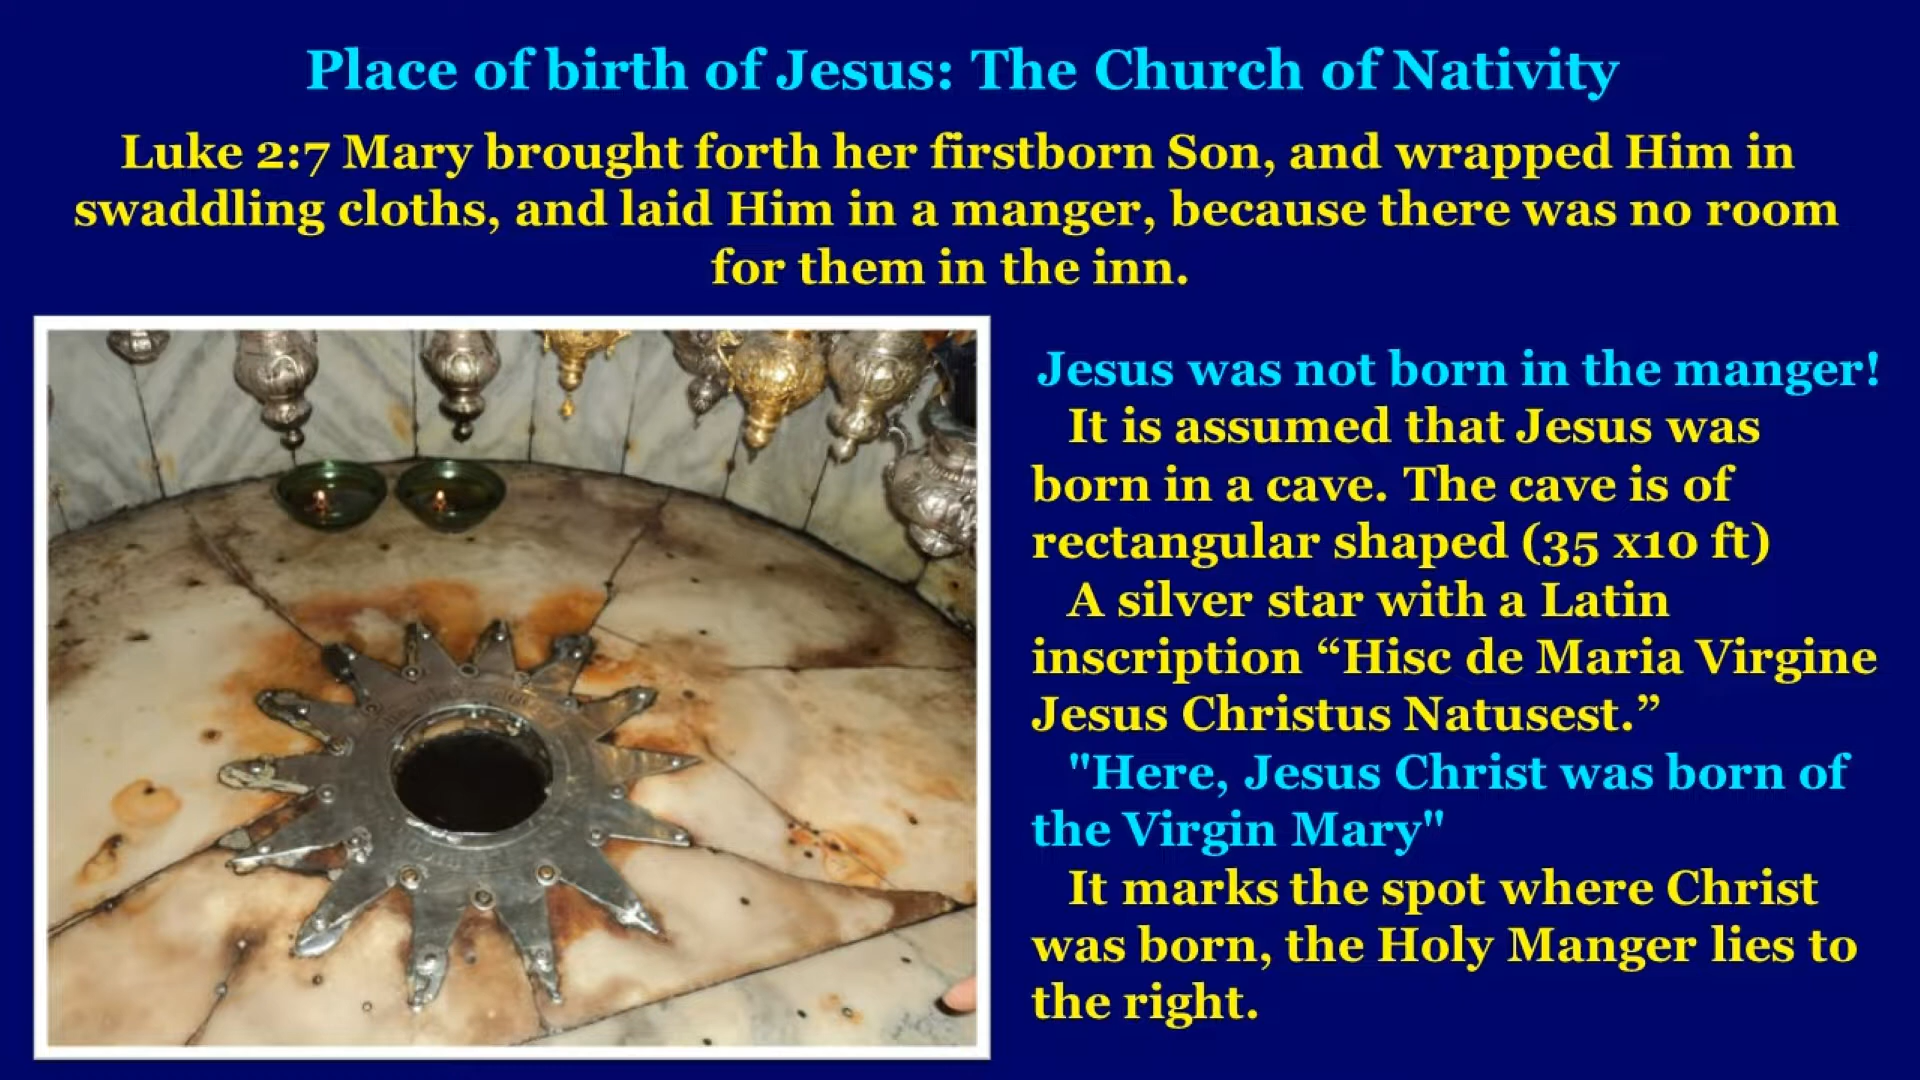 Place of birth of Jesus: The Church of Nativity
Luke 2:7 Mary brought forth her firstborn Son, and wrapped Him in
swaddling cloths, and laid Him in a manger, because there was no room
for them in the inn.
Jesus was not born in the manger!
It is assumed that Jesus was
born in a cave. The cave is of
rectangular shaped (35 x10 ft)
A silver star with a Latin
inscription “Hisc de Maria Virgine
Jesus Christus Natusest.”
"Here, Jesus Christ was born of
the Virgin Mary"
It marks the spot where Christ
was born, the Holy Manger lies to
the right.